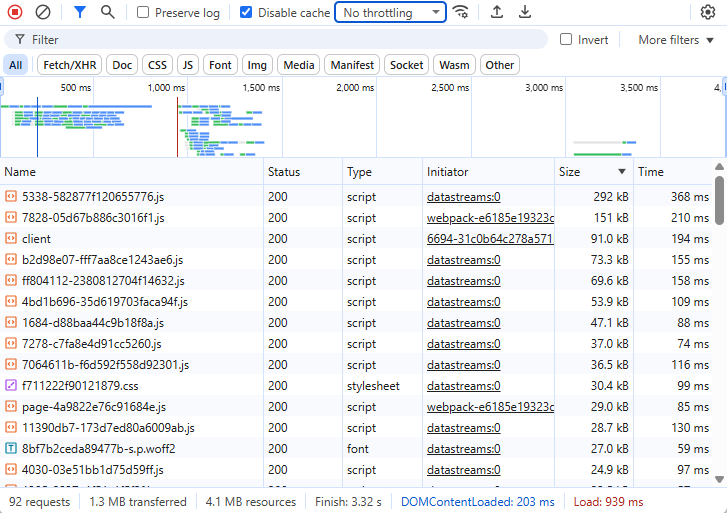 Preserve log Disable cache No throttling
Filter Invert More filters
All Fetch/XHR Doc CSS JS Font Img Media Manifest Socket Wasm Other
500 ms 1,000 ms 1,500 ms 2,000 ms 2,500 ms 3,000 ms 3,500 ms 4,
Name Status Type Initiator Size Time
5338-582877f120655776.js 200 script datastreams:0 292 kB 368 ms
7828-05d67b886c3016f1.js 200 script webpack-e6185e19323c 151 kB 210 ms
client 200 script 6694-31c0b64c278a571 91.0 kB 194 ms
b2d98e07-fff7aa8ce1243ae6.js 200 script datastreams:0 73.3 kB 155 ms
ff804112-2380812704f14632.js 200 script datastreams:0 69.6 kB 158 ms
4bd1b696-35d619703faca94f.js 200 script datastreams:0 53.9 kB 109 ms
1684-d88baa44c9b18f8a.js 200 script datastreams:0 47.1 kB 88 ms
7278-c7fa8e4d91cc5260.js 200 script datastreams:0 37.0 kB 74 ms
7064611b-f6d592f558d92301.js 200 script datastreams:0 36.5 kB 116 ms
f711222f90121879.css 200 stylesheet datastreams:0 30.4 kB 99 ms
page-4a9822e76c91684e.js 200 script webpack-e6185e19323c 29.0 kB 85 ms
11390db7-173d7ed80a6009ab.js 200 script datastreams:0 28.7 kB 130 ms
8bf7b2ceda89477b-s.p.woff2 200 font datastreams:0 27.0 kB 59 ms
4030-03e51bb1d75d59ff.js 200 script datastreams:0 24.9 kB 97 ms
92 requests 1.3 MB transferred 4.1 MB resources Finish: 3.32 s DOMContentLoaded: 203 ms Load: 939 ms